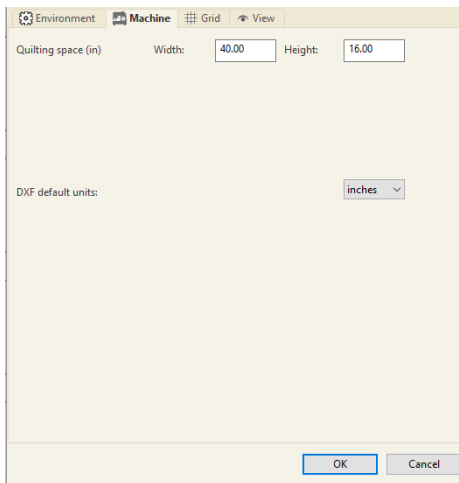 Environment Machine Grid View
Quilting space (in) Width: 40.00 Height: 16.00
DXF default units: inches
OK Cancel